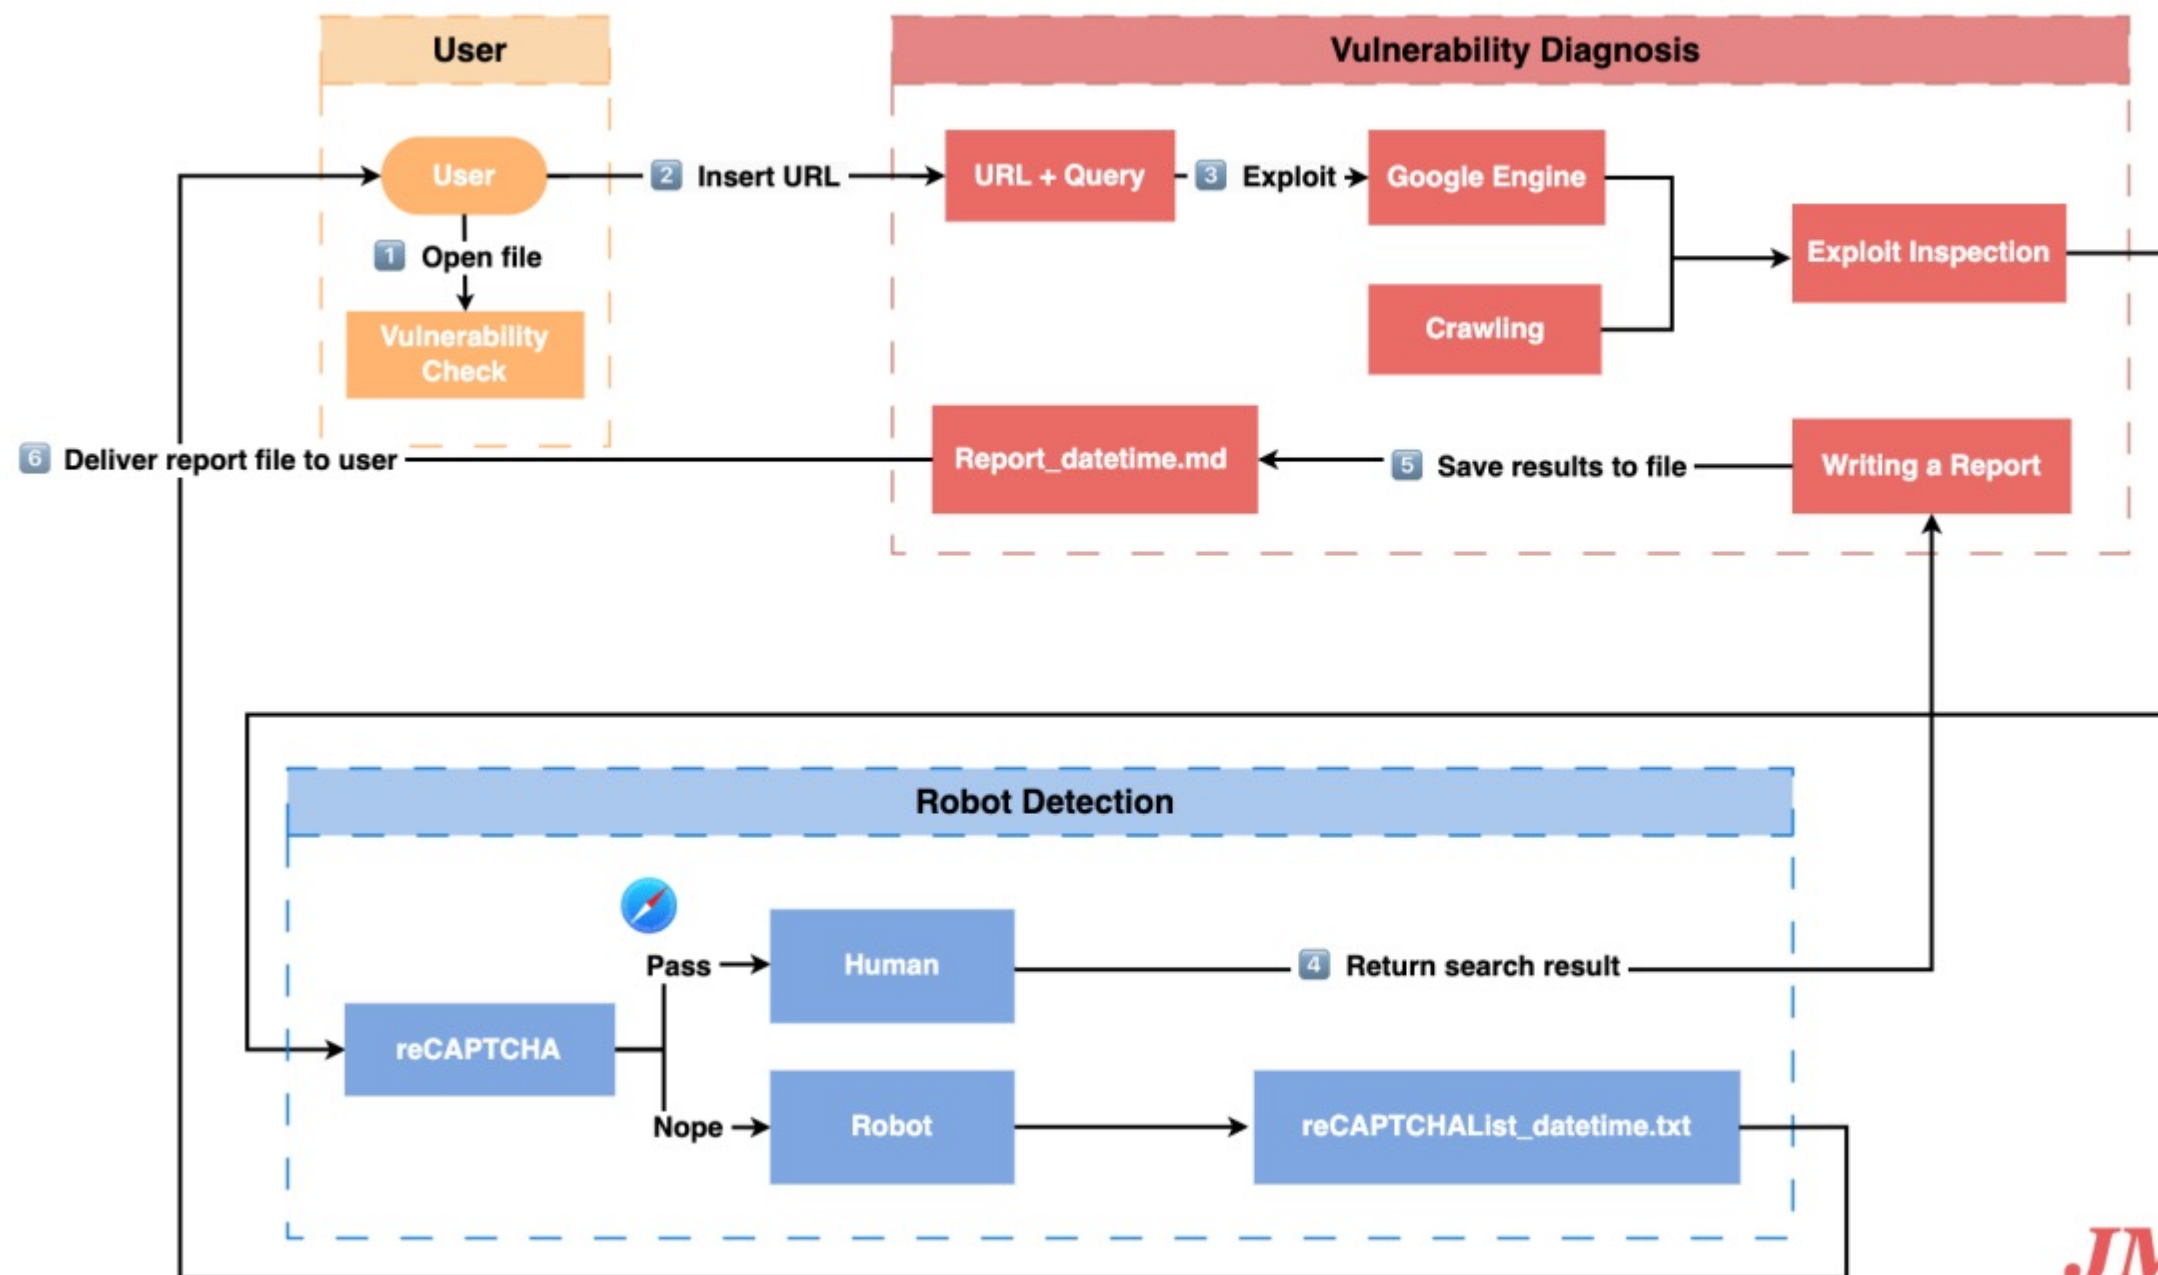 User
Vulnerability Diagnosis
User
2 Insert URL
URL + Query
3 Exploit
Google Engine
1 Open file
Exploit Inspection
Vulnerability
Check
Crawling
6 Deliver report file to user
Report_datetime.md
5 Save results to file
Writing a Report
Robot Detection
Pass
Human
4 Return search result
reCAPTCHA
Nope
Robot
reCAPTCHAList_datetime.txt